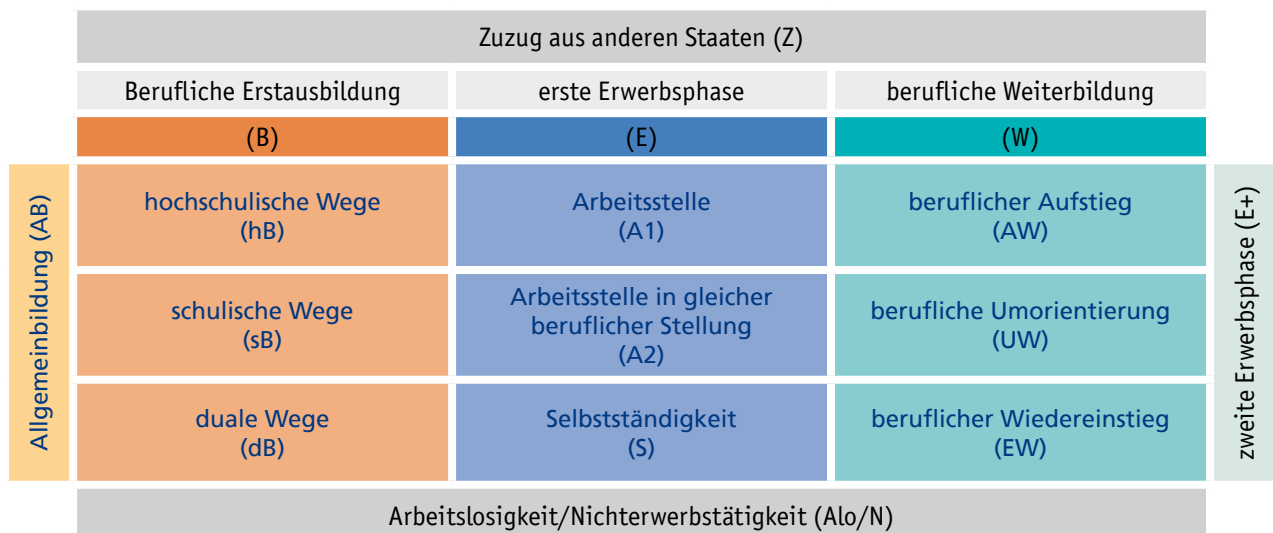 Zuzug aus anderen Staaten (Z)
Berufliche Erstausbildung
erste Erwerbsphase
berufliche Weiterbildung
(B)
(E)
(W)
Allgemeinbildung (AB)
hochschulische Wege
(hB)
Arbeitsstelle
(A1)
beruflicher Aufstieg
(AW)
schulische Wege
(sB)
Arbeitsstelle in gleicher
beruflicher Stellung
(A2)
berufliche Umorientierung
(UW)
duale Wege
(dB)
Selbstständigkeit
(S)
beruflicher Wiedereinstieg
(EW)
zweite Erwerbsphase (E+)
Arbeitslosigkeit/Nichterwerbstätigkeit (Alo/N)